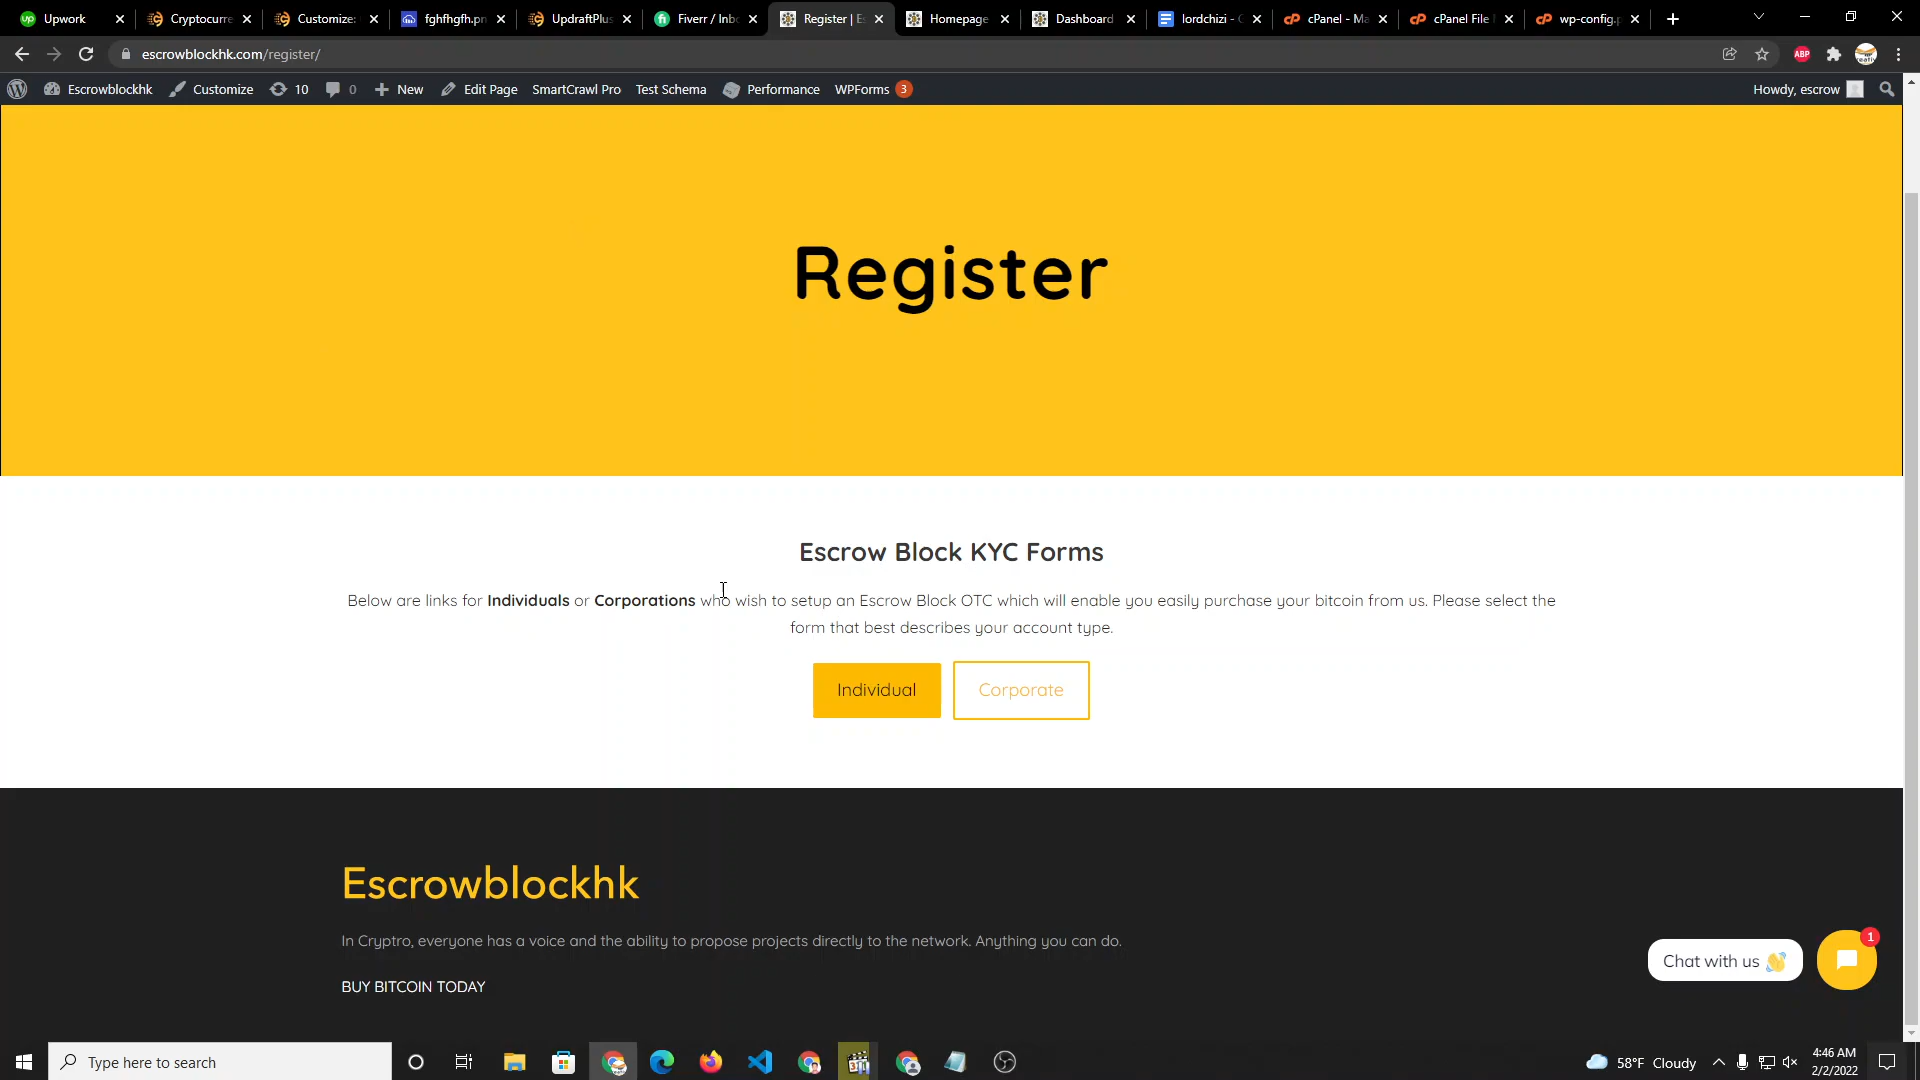 Upwork
Cryptocurre
Customize:
fghfhgfh.pn
UpdraftPlus
Fiverr / Inbo
Register | Es
Homepage
Dashboard
lordchizi - G
cPanel - Ma
cPanel File M
wp-config.p
escrowblockhk.com/register/
ABP
Escrowblockhk
Customize
10
0
New
Edit Page
SmartCrawl Pro
Test Schema
Performance
WPForms
3
Howdy, escrow
Register
Escrow Block KYC Forms
Below are links for Individuals or Corporations who wish to setup an Escrow Block OTC which will enable you easily purchase your bitcoin from us. Please select the
form that best describes your account type.
Individual
Corporate
Escrowblockhk
In Cryptro, everyone has a voice and the ability to propose projects directly to the network. Anything you can do.
BUY BITCOIN TODAY
Chat with us 👋
1
Type here to search
58°F Cloudy
4:46 AM
2/2/2022